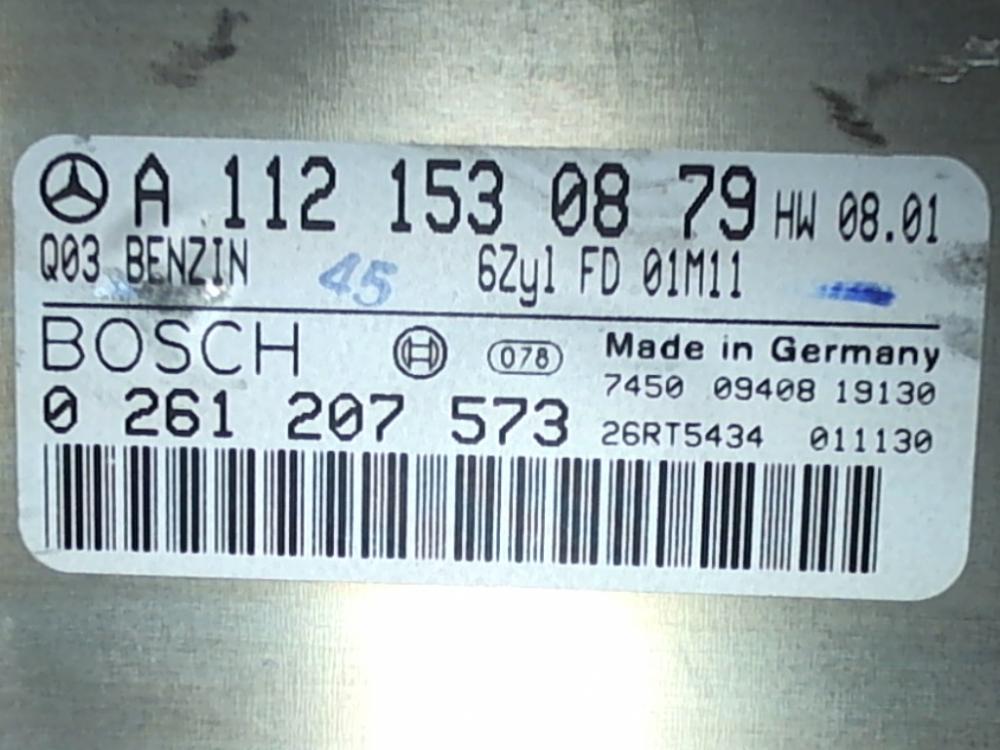 A 112 153 08 79 HW 08.01
Q03 BENZIN 45 6Zyl FD 01M11
BOSCH 078 Made in Germany
7450 09408 19130
0 261 207 573 26RT5434 011130